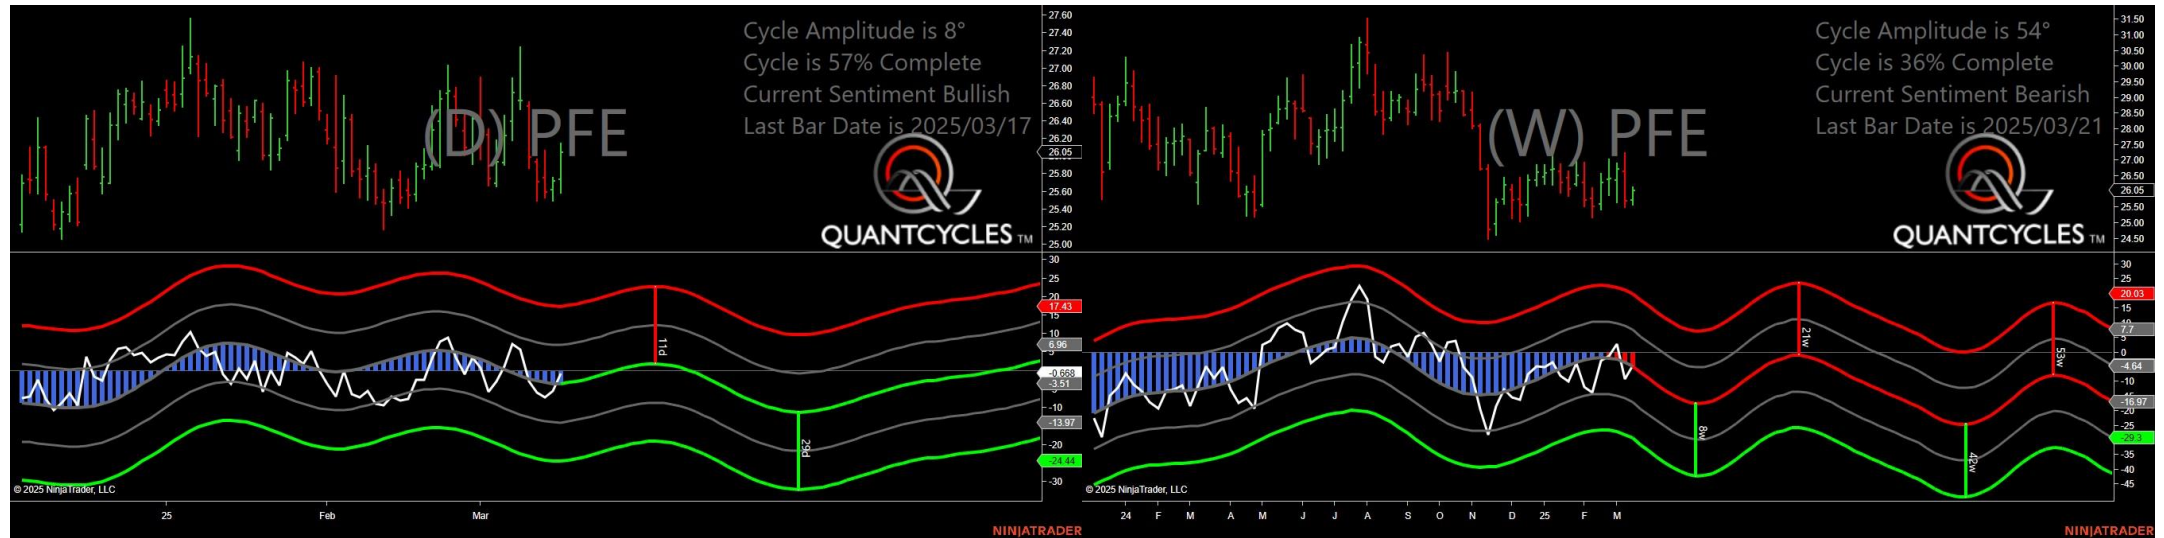 Cycle Amplitude is 8°
Cycle is 57% Complete
Current Sentiment Bullish
Last Bar Date is 2025/03/17
(D) PFE
QUANTCYCLES TM
27.60
27.40
27.20
27.00
26.80
26.60
26.40
26.20
26.05
25.80
25.60
25.40
25.20
25.00
30
25
20
17.43
15
10
6.96
5
-0.668
-3.51
-10
-13.97
-20
-24.44
-30
11d
29d
© 2025 NinjaTrader, LLC
25 Feb Mar
NINJATRADER
Cycle Amplitude is 54°
Cycle is 36% Complete
Current Sentiment Bearish
Last Bar Date is 2025/03/21
(W) PFE
QUANTCYCLES TM
31.50
31.00
30.50
30.00
29.50
29.00
28.50
28.00
27.50
27.00
26.50
26.05
25.50
25.00
24.50
30
25
20.03
15
10
7.7
5
0
-4.64
-10
-15
-16.97
-20
-25
-29.3
-35
-40
-45
21w
53w
8w
42w
© 2025 NinjaTrader, LLC
24 F M A M J J A S O N D 25 F M
NINJATRADER